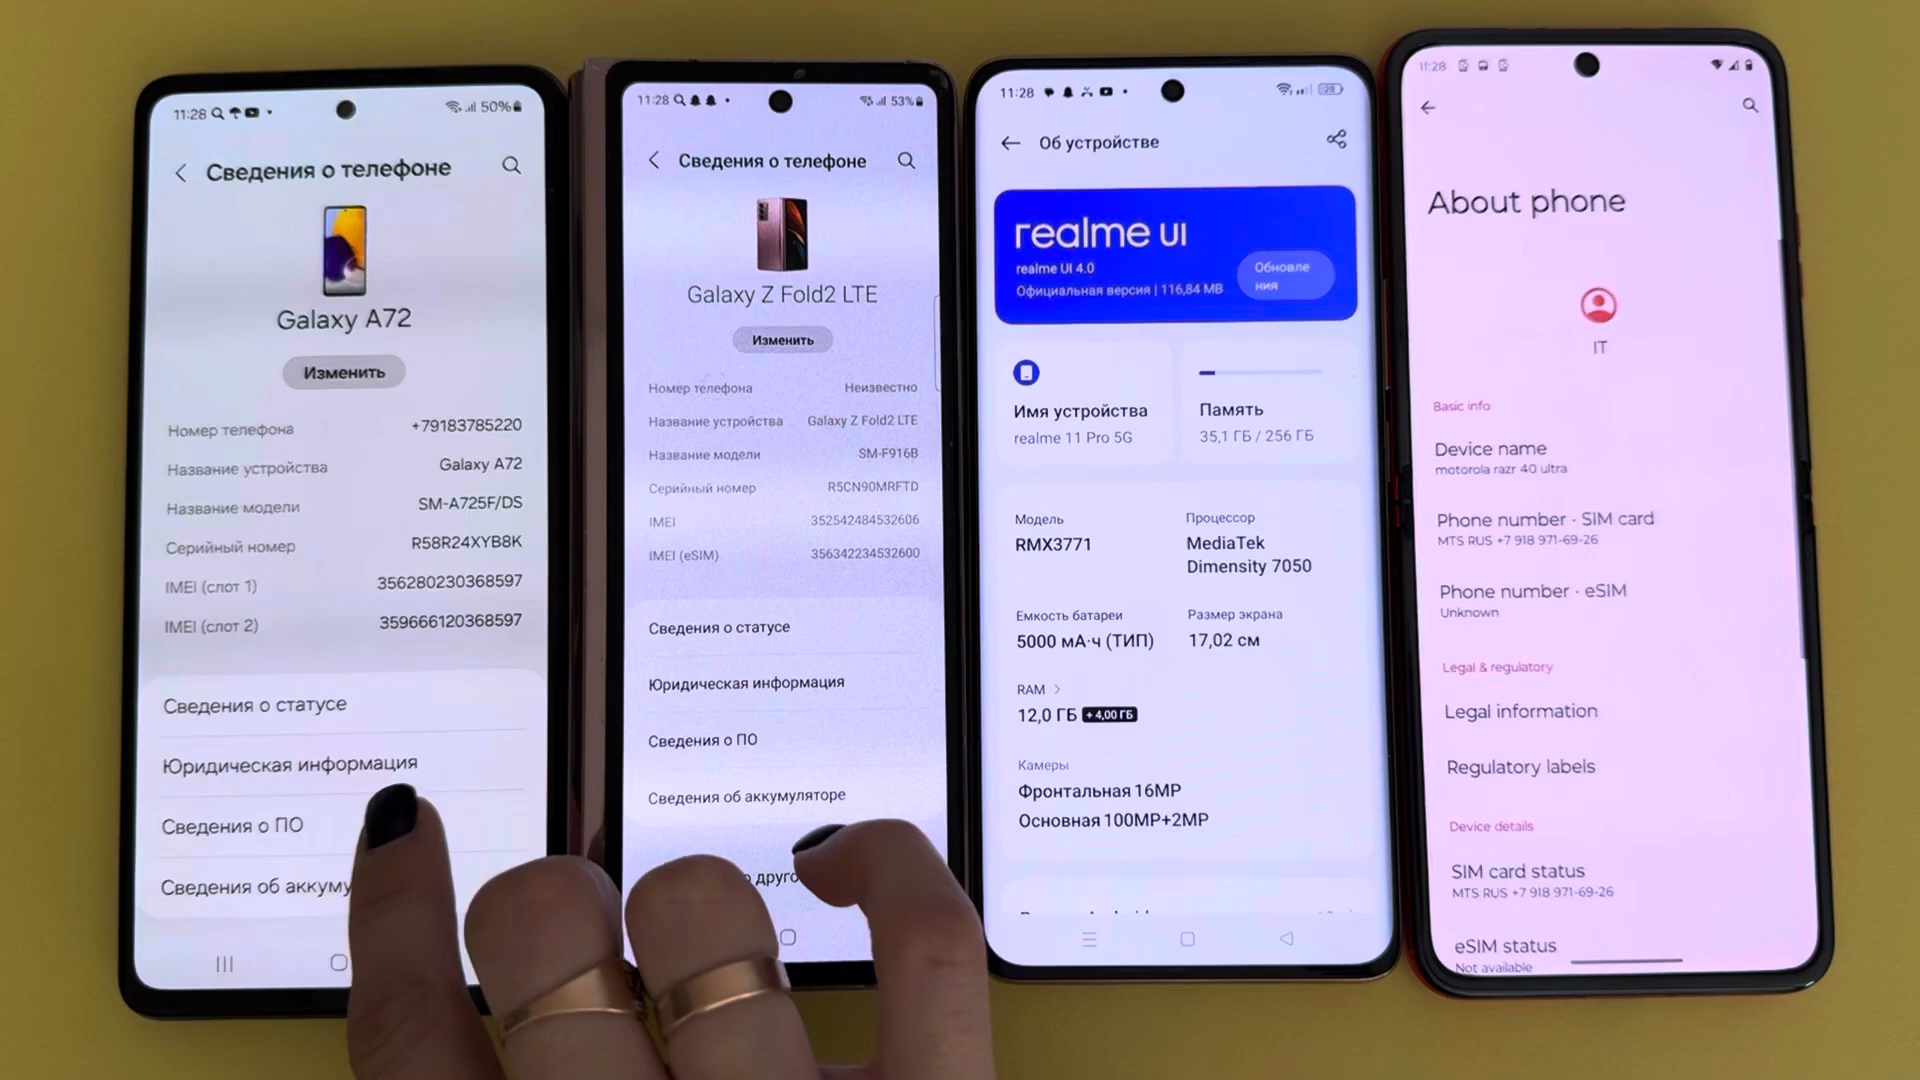 11:28
50%
Сведения о телефоне
Galaxy A72
Изменить
Номер телефона +79183785220
Название устройства Galaxy A72
Название модели SM-A725F/DS
Серийный номер R58R24XYB8K
IMEI (слот 1) 356280230368597
IMEI (слот 2) 359666120368597
Сведения о статусе
Юридическая информация
Сведения о ПО
Сведения об аккуму
11:28
53%
Сведения о телефоне
Galaxy Z Fold2 LTE
Изменить
Номер телефона Неизвестно
Название устройства Galaxy Z Fold2 LTE
Название модели SM-F916B
Серийный номер R5CN90MRFTD
IMEI 352542484532606
IMEI (eSIM) 356342234532600
Сведения о статусе
Юридическая информация
Сведения о ПО
Сведения об аккумуляторе
друго
11:28
28
Об устройстве
realme UI
realme UI 4.0
Официальная версия | 116,84 MB
Обновле
ния
Имя устройства
realme 11 Pro 5G
Память
35,1 ГБ / 256 ГБ
Модель
RMX3771
Процессор
MediaTek
Dimensity 7050
Емкость батареи
5000 мА·ч (ТИП)
Размер экрана
17,02 см
RAM
12,0 ГБ + 4,00 ГБ
Камеры
Фронтальная 16MP
Основная 100MP+2MP
11:28
About phone
IT
Basic info
Device name
motorola razr 40 ultra
Phone number · SIM card
MTS RUS +7 918 971-69-26
Phone number · eSIM
Unknown
Legal & regulatory
Legal information
Regulatory labels
Device details
SIM card status
MTS RUS +7 918 971-69-26
eSIM status
Not available